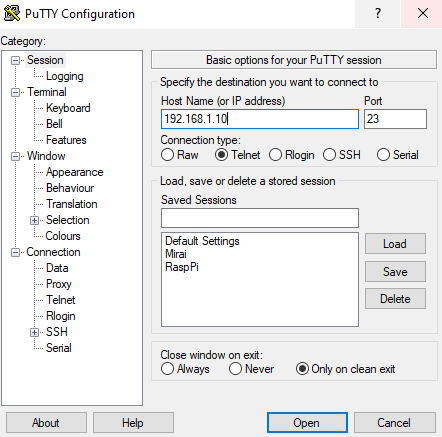 PuTTY Configuration
?
Category:
Session
Logging
Terminal
Keyboard
Bell
Features
Window
Appearance
Behaviour
Translation
Selection
Colours
Connection
Data
Proxy
Telnet
Rlogin
SSH
Serial
Basic options for your PuTTY session
Specify the destination you want to connect to
Host Name (or IP address) Port
192.168.1.10 23
Connection type:
Raw Telnet Rlogin SSH Serial
Load, save or delete a stored session
Saved Sessions
Default Settings
Mirai
RaspPi
Load
Save
Delete
Close window on exit:
Always Never Only on clean exit
About Help Open Cancel